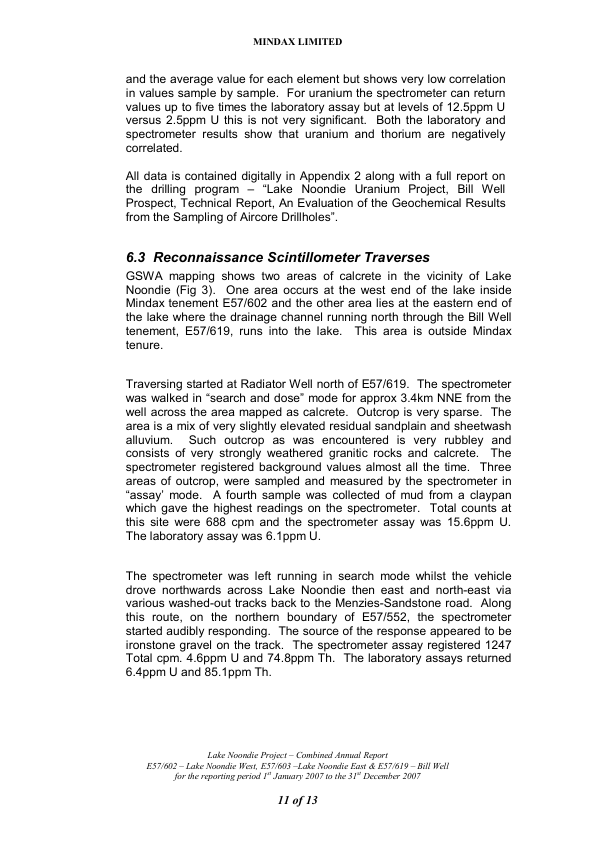 MINDAX LIMITED
and the average value for each element but shows very low correlation
in values sample by sample. For uranium the spectrometer can return
values up to five times the laboratory assay but at levels of 12.5ppm U
versus 2.5ppm U this is not very significant. Both the laboratory and
spectrometer results show that uranium and thorium are negatively
correlated.
All data is contained digitally in Appendix 2 along with a full report on
the drilling program – “Lake Noondie Uranium Project, Bill Well
Prospect, Technical Report, An Evaluation of the Geochemical Results
from the Sampling of Aircore Drillholes”.
6.3 Reconnaissance Scintillometer Traverses
GSWA mapping shows two areas of calcrete in the vicinity of Lake
Noondie (Fig 3). One area occurs at the west end of the lake inside
Mindax tenement E57/602 and the other area lies at the eastern end of
the lake where the drainage channel running north through the Bill Well
tenement, E57/619, runs into the lake. This area is outside Mindax
tenure.
Traversing started at Radiator Well north of E57/619. The spectrometer
was walked in “search and dose” mode for approx 3.4km NNE from the
well across the area mapped as calcrete. Outcrop is very sparse. The
area is a mix of very slightly elevated residual sandplain and sheetwash
alluvium. Such outcrop as was encountered is very rubbley and
consists of very strongly weathered granitic rocks and calcrete. The
spectrometer registered background values almost all the time. Three
areas of outcrop, were sampled and measured by the spectrometer in
“assay’ mode. A fourth sample was collected of mud from a claypan
which gave the highest readings on the spectrometer. Total counts at
this site were 688 cpm and the spectrometer assay was 15.6ppm U.
The laboratory assay was 6.1ppm U.
The spectrometer was left running in search mode whilst the vehicle
drove northwards across Lake Noondie then east and north-east via
various washed-out tracks back to the Menzies-Sandstone road. Along
this route, on the northern boundary of E57/552, the spectrometer
started audibly responding. The source of the response appeared to be
ironstone gravel on the track. The spectrometer assay registered 1247
Total cpm. 4.6ppm U and 74.8ppm Th. The laboratory assays returned
6.4ppm U and 85.1ppm Th.
Lake Noondie Project – Combined Annual Report
E57/602 – Lake Noondie West, E57/603 –Lake Noondie East & E57/619 – Bill Well
for the reporting period 1st January 2007 to the 31st December 2007
11 of 13